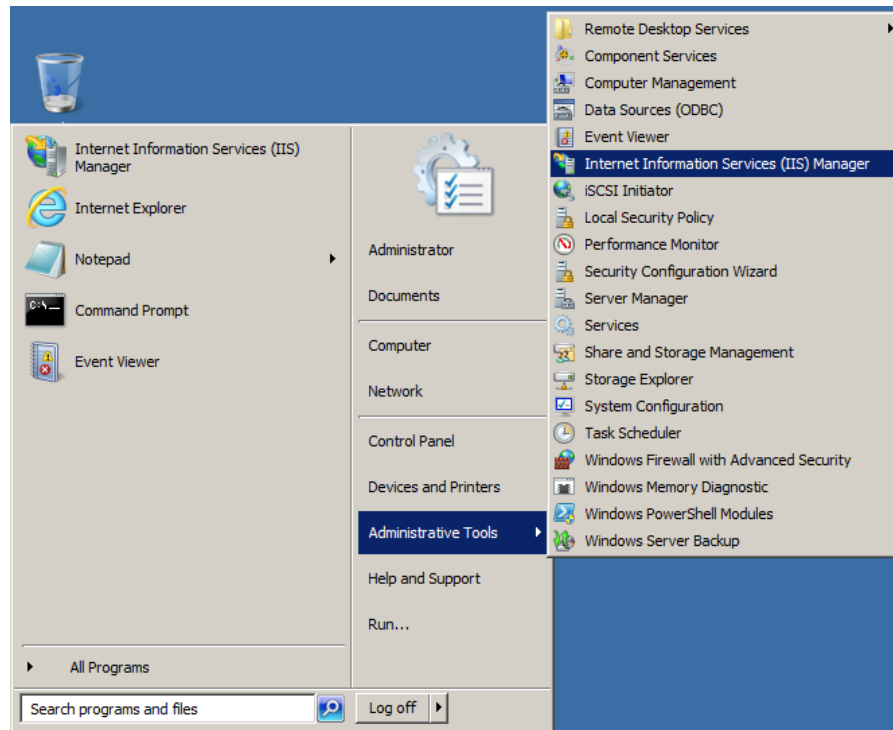 Internet Information Services (IIS)
Manager
Internet Explorer
Notepad
Command Prompt
Event Viewer
All Programs
Search programs and files
Administrator
Documents
Computer
Network
Control Panel
Devices and Printers
Administrative Tools
Help and Support
Run...
Log off
Remote Desktop Services
Component Services
Computer Management
Data Sources (ODBC)
Event Viewer
Internet Information Services (IIS) Manager
iSCSI Initiator
Local Security Policy
Performance Monitor
Security Configuration Wizard
Server Manager
Services
Share and Storage Management
Storage Explorer
System Configuration
Task Scheduler
Windows Firewall with Advanced Security
Windows Memory Diagnostic
Windows PowerShell Modules
Windows Server Backup